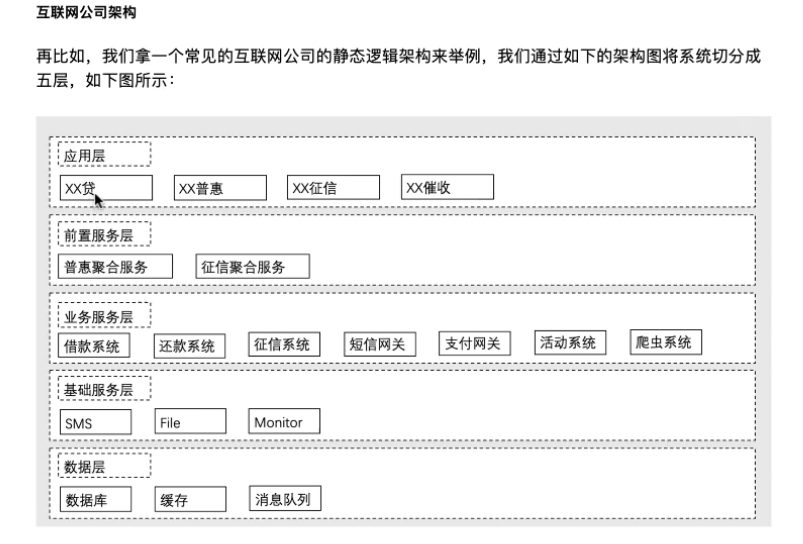 互联网公司架构
再比如，我们拿一个常见的互联网公司的静态逻辑架构来举例，我们通过如下的架构图将系统切分成
五层，如下图所示：
应用层
XX贷 XX普惠 XX征信 XX催收
前置服务层
普惠聚合服务 征信聚合服务
业务服务层
借款系统 还款系统 征信系统 短信网关 支付网关 活动系统 爬虫系统
基础服务层
SMS File Monitor
数据层
数据库 缓存 消息队列